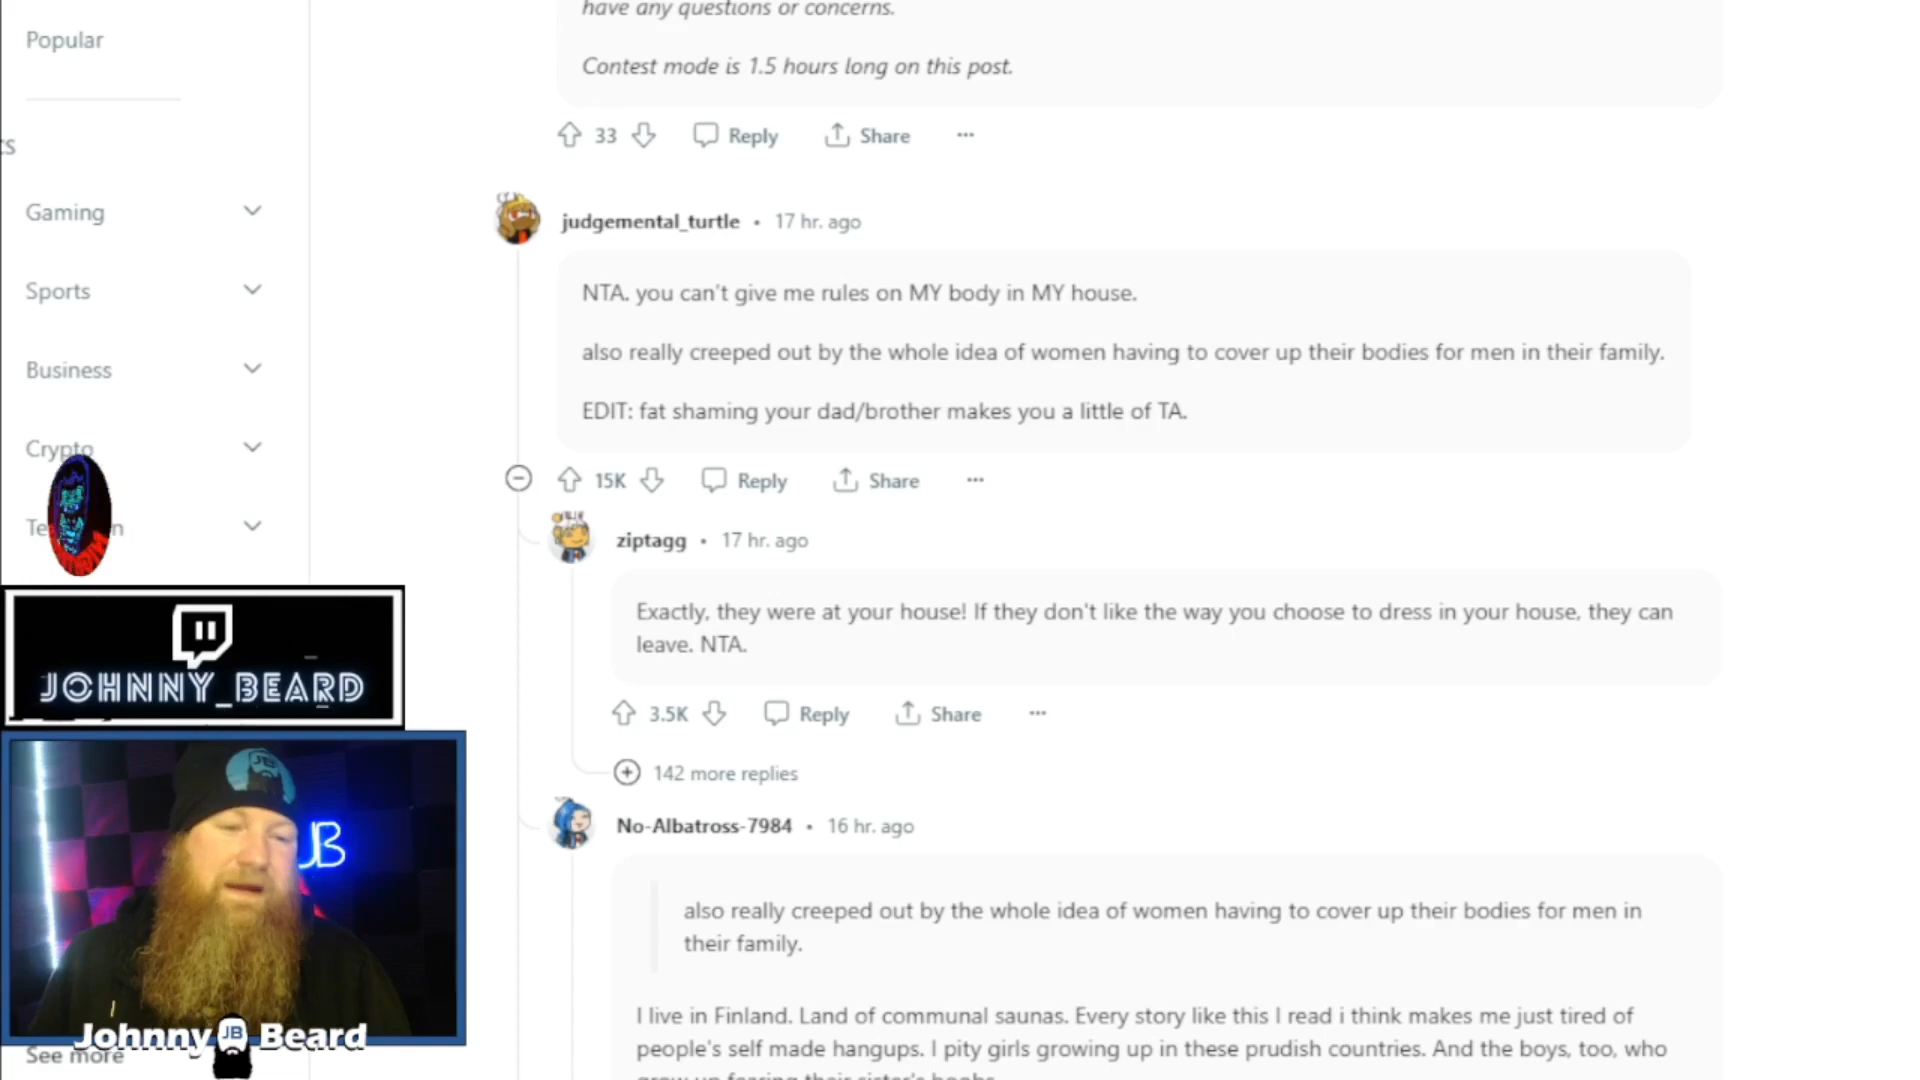 have any questions or concerns.
Popular
Contest mode is 1.5 hours long on this post.
33 Reply Share
cs
Gaming
judgemental_turtle • 17 hr. ago
Sports
NTA. you can't give me rules on MY body in MY house.
also really creeped out by the whole idea of women having to cover up their bodies for men in their family.
Business
EDIT: fat shaming your dad/brother makes you a little of TA.
Crypto
15K Reply Share
ziptagg • 17 hr. ago
Exactly, they were at your house! If they don't like the way you choose to dress in your house, they can
leave. NTA.
JOHNNY_BEARD
3.5K Reply Share
142 more replies
No-Albatross-7984 • 16 hr. ago
JB
also really creeped out by the whole idea of women having to cover up their bodies for men in
their family.
I live in Finland. Land of communal saunas. Every story like this I read i think makes me just tired of
people's self made hangups. I pity girls growing up in these prudish countries. And the boys, too, who
grow up fearing their sister's boobs.
Johnny JB Beard
See more